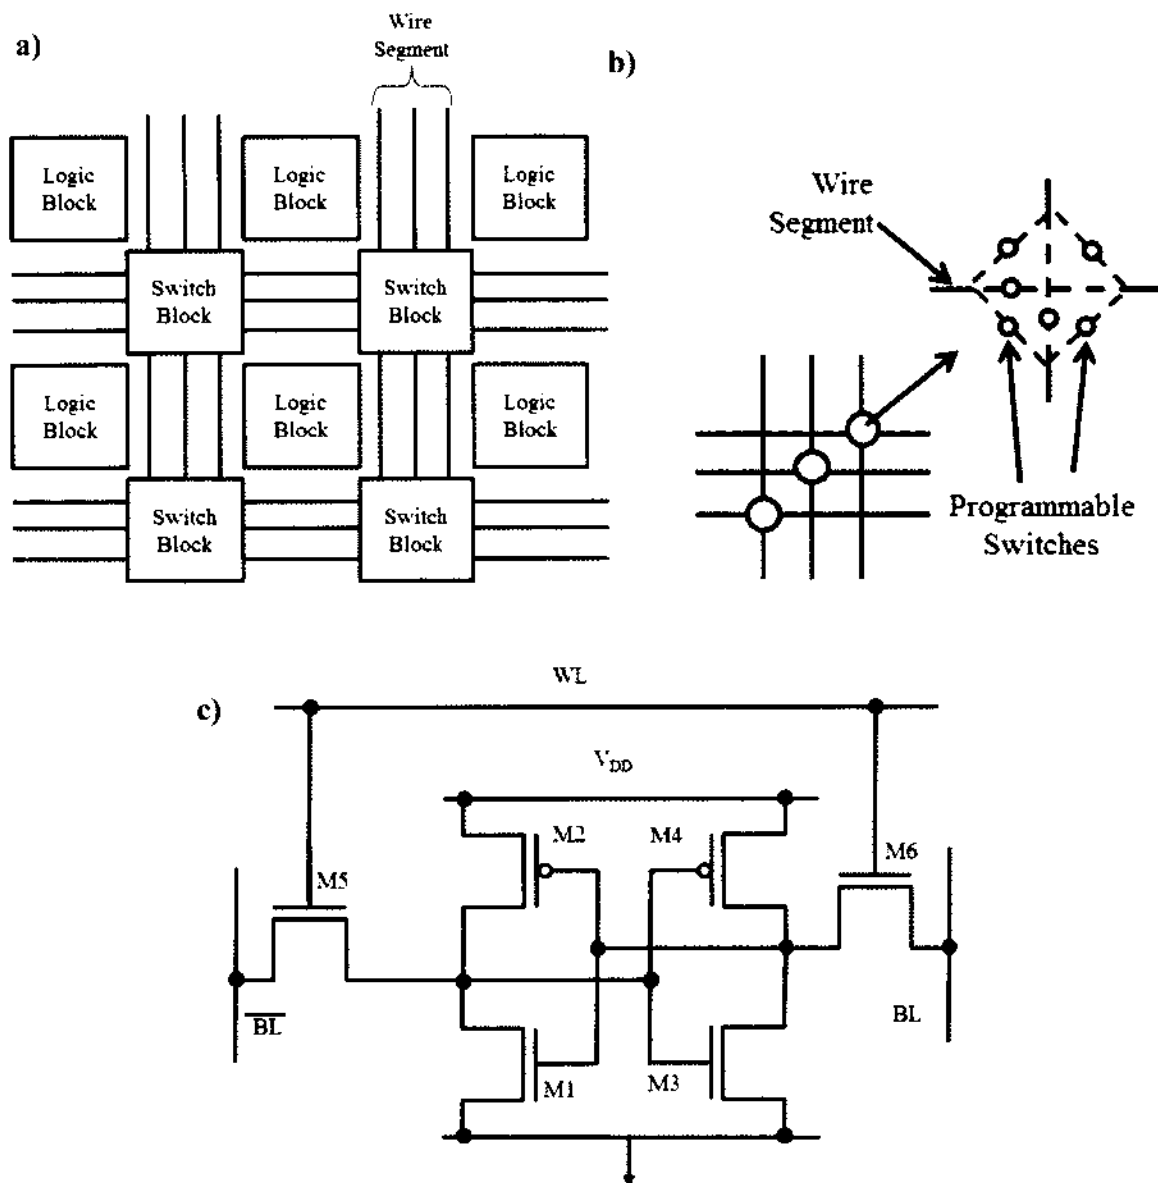 a)
Wire
Segment
Logic
Block
Logic
Block
Logic
Block
Switch
Block
Switch
Block
Logic
Block
Logic
Block
Logic
Block
Switch
Block
Switch
Block
b)
Wire
Segment
Programmable
Switches
c)
WL
VDD
M2
M4
M5
M6
BL
BL
M1
M3